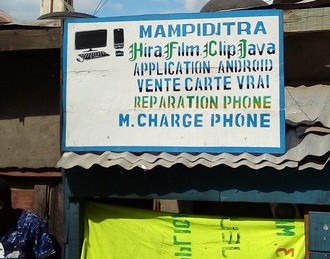 MAMPIDITRA
Hira Film Clip Java
APPLICATION ANDROID
VENTE CARTE VRAI
REPARATION PHONE
M. CHARGE PHONE